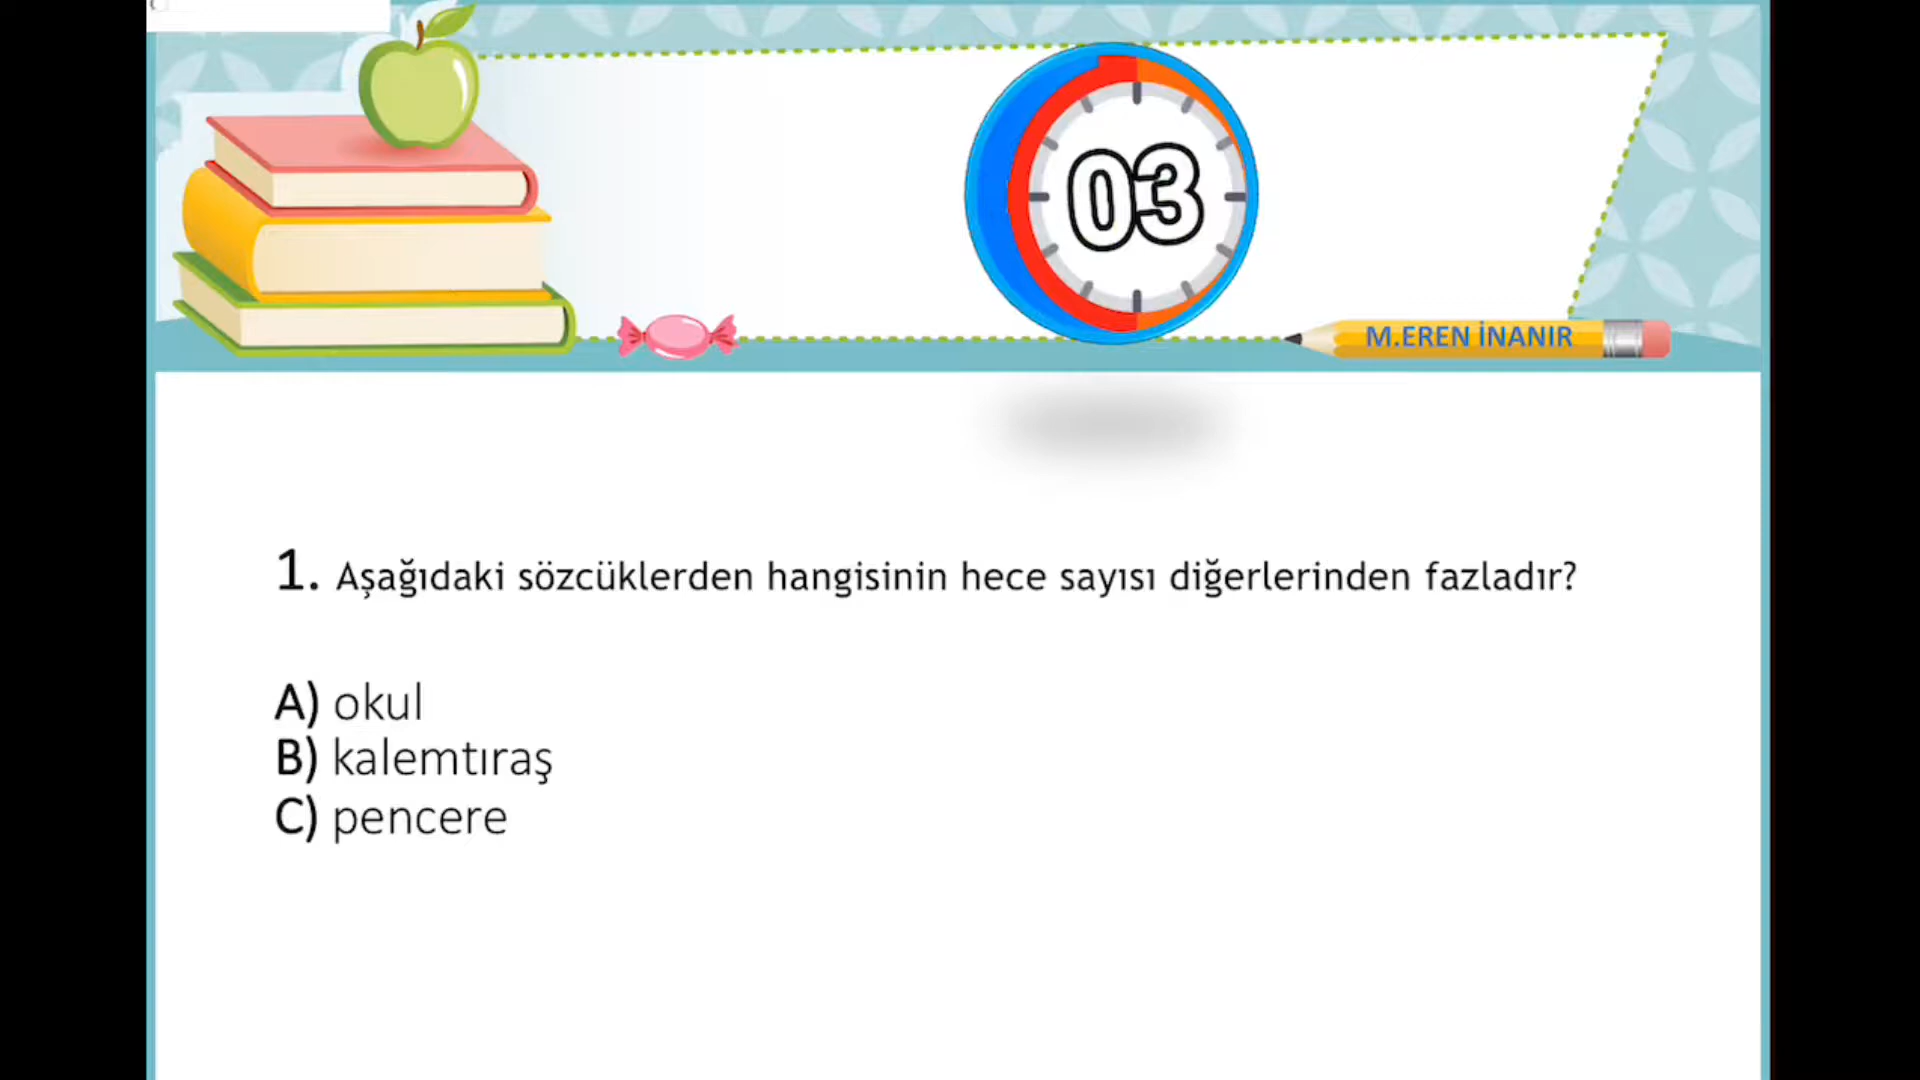 03
M.EREN İNANIR
1. Aşağıdaki sözcüklerden hangisinin hece sayısı diğerlerinden fazladır?
A) okul
B) kalemtıraş
C) pencere